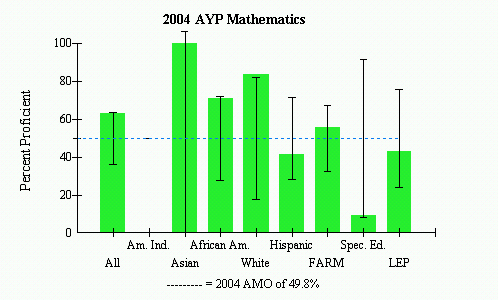 2004 AYP Mathematics
Percent Proficient
100
80
60
40
20
0
Am. Ind. African Am. Hispanic Spec. Ed.
All Asian White FARM LEP
--------- = 2004 AMO of 49.8%